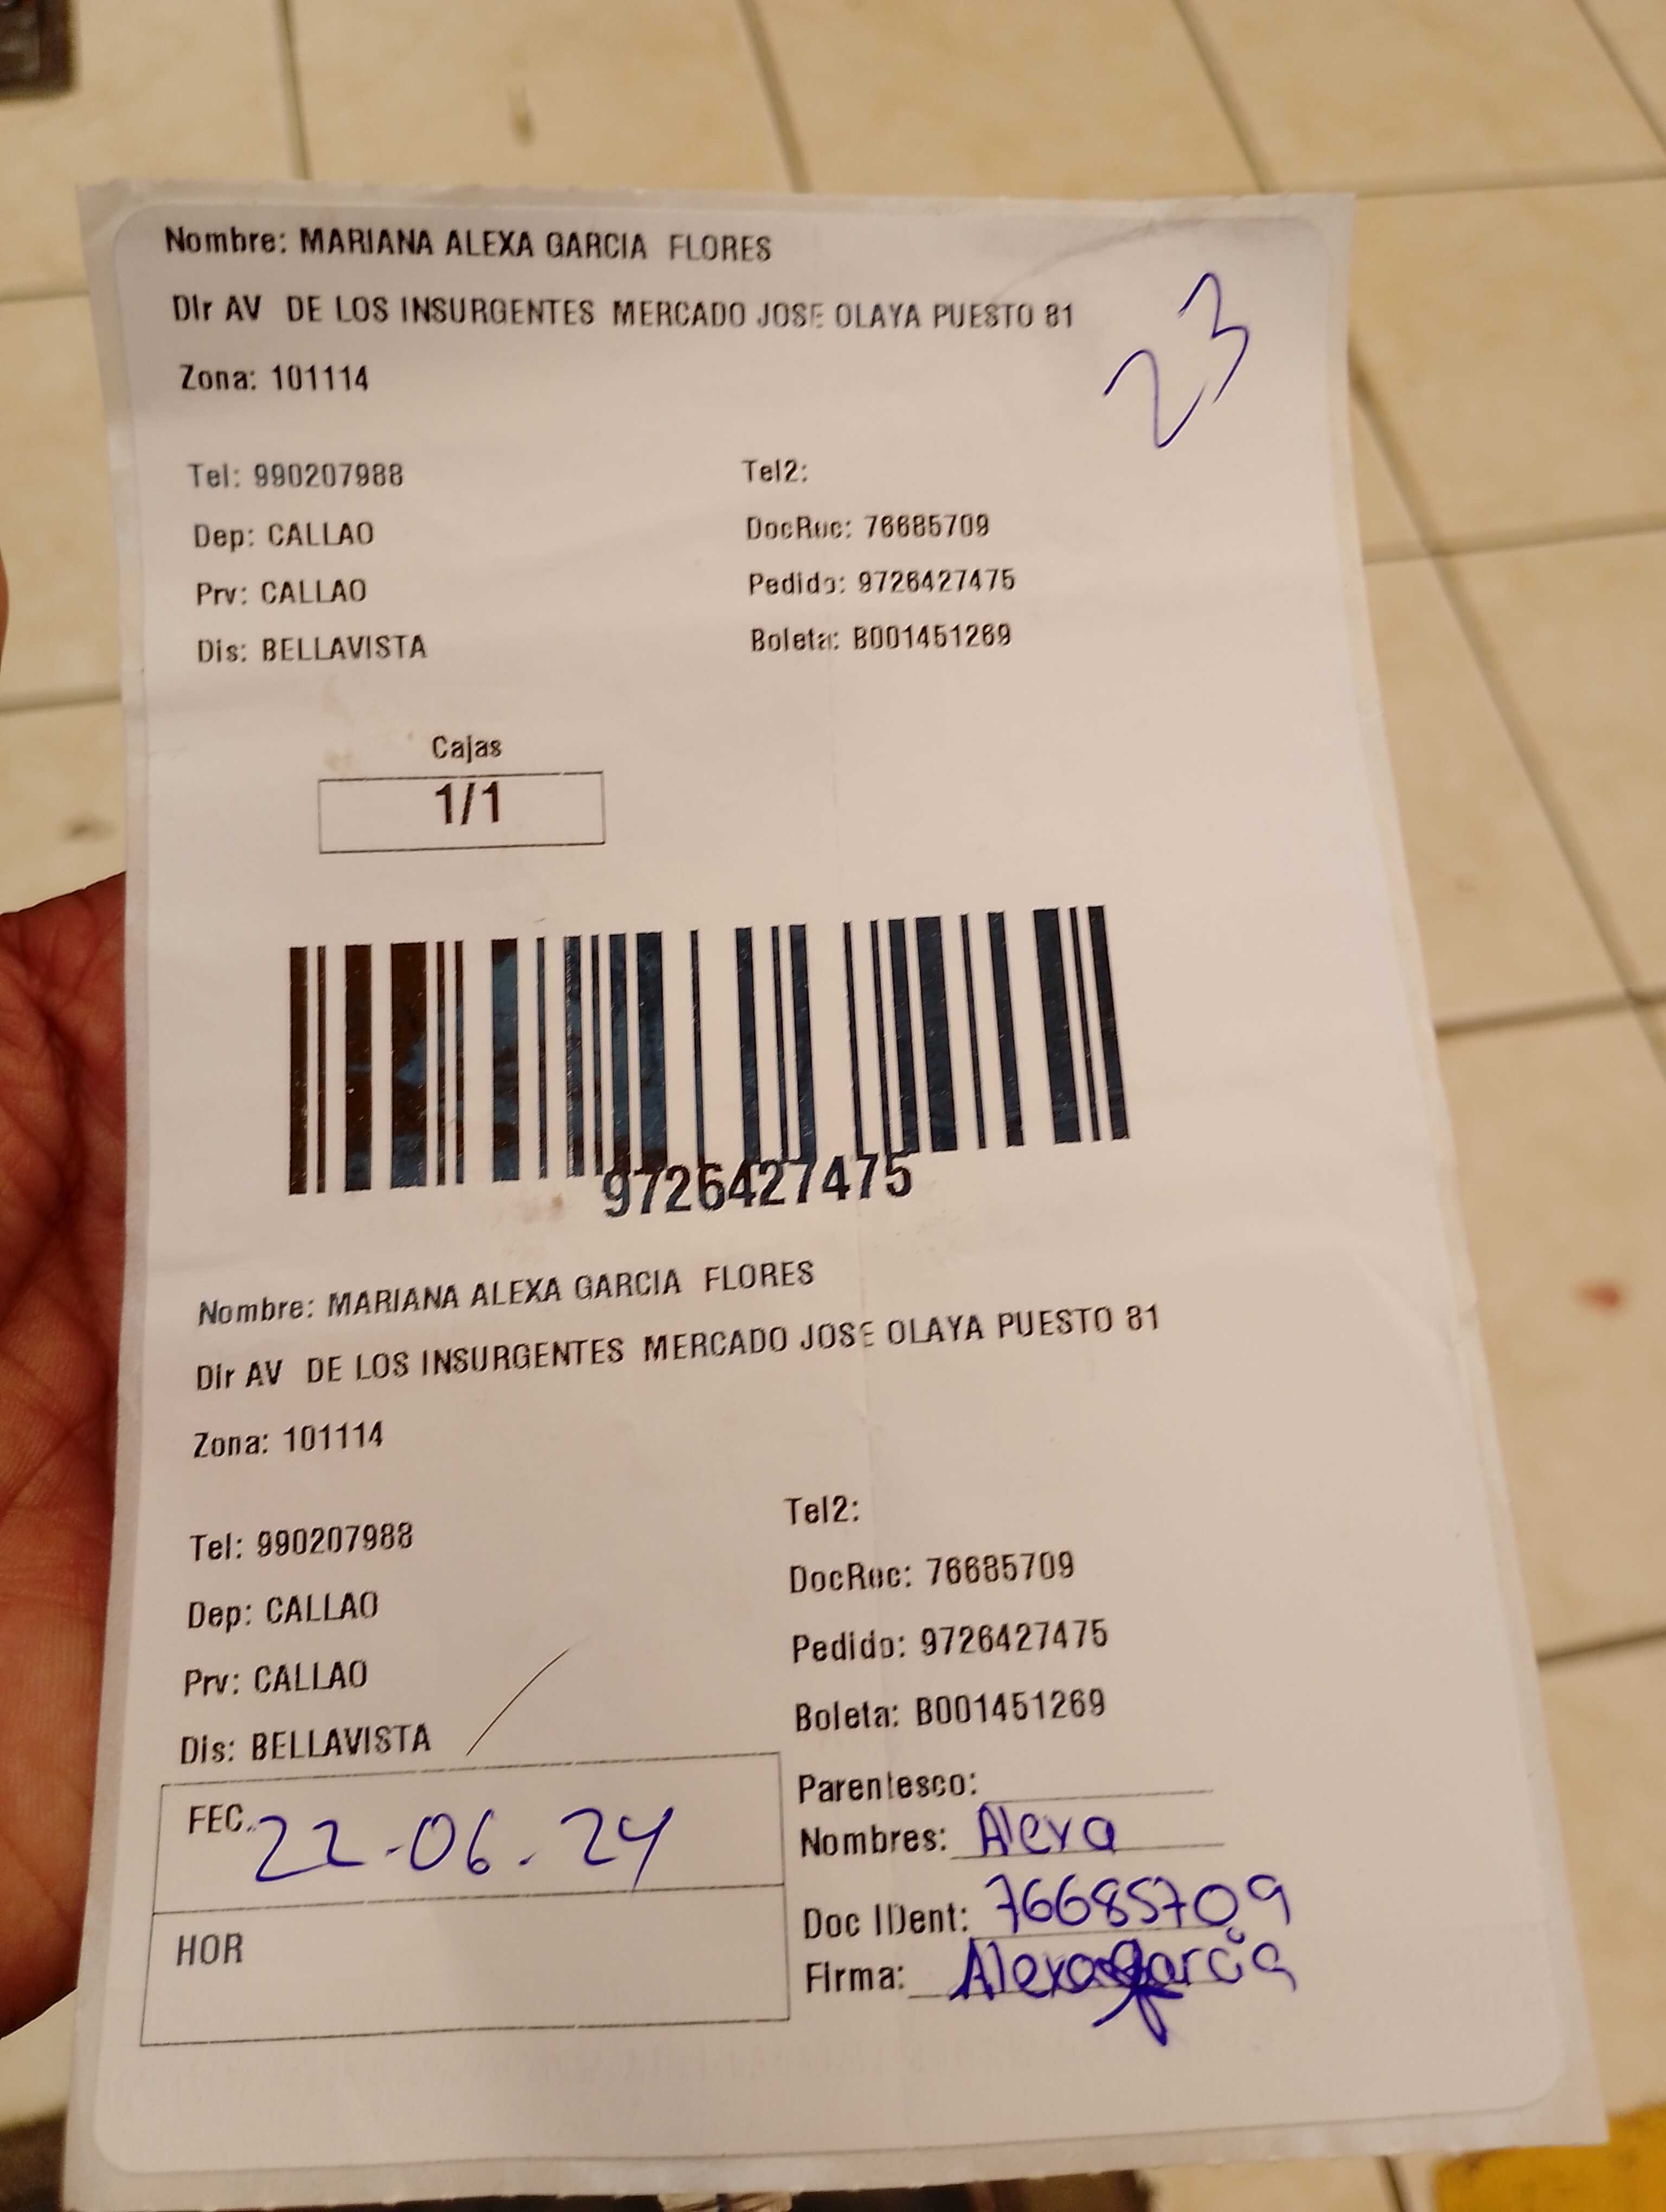 Nombre: MARIANA ALEXA GARCIA FLORES
23
Dir AV DE LOS INSURGENTES MERCADO JOSE OLAYA PUESTO 81
Zona: 101114
Tel: 990207988 Tel2:
Dep: CALLAO DocRuc: 76685709
Prv: CALLAO Pedido: 9726427475
Dis: BELLAVISTA Boleta: B001451269
Cajas
1/1
9726427475
Nombre: MARIANA ALEXA GARCIA FLORES
Dir AV DE LOS INSURGENTES MERCADO JOSE OLAYA PUESTO 81
Zona: 101114
Tel: 990207988 Tel2:
Dep: CALLAO DocRuc: 76685709
Prv: CALLAO Pedido: 9726427475
Dis: BELLAVISTA Boleta: B001451269
Parentesco:
FEC. 22-06.24 Nombres: Alexa
Doc IDent: 76685709
HOR Firma: Alexa garcia